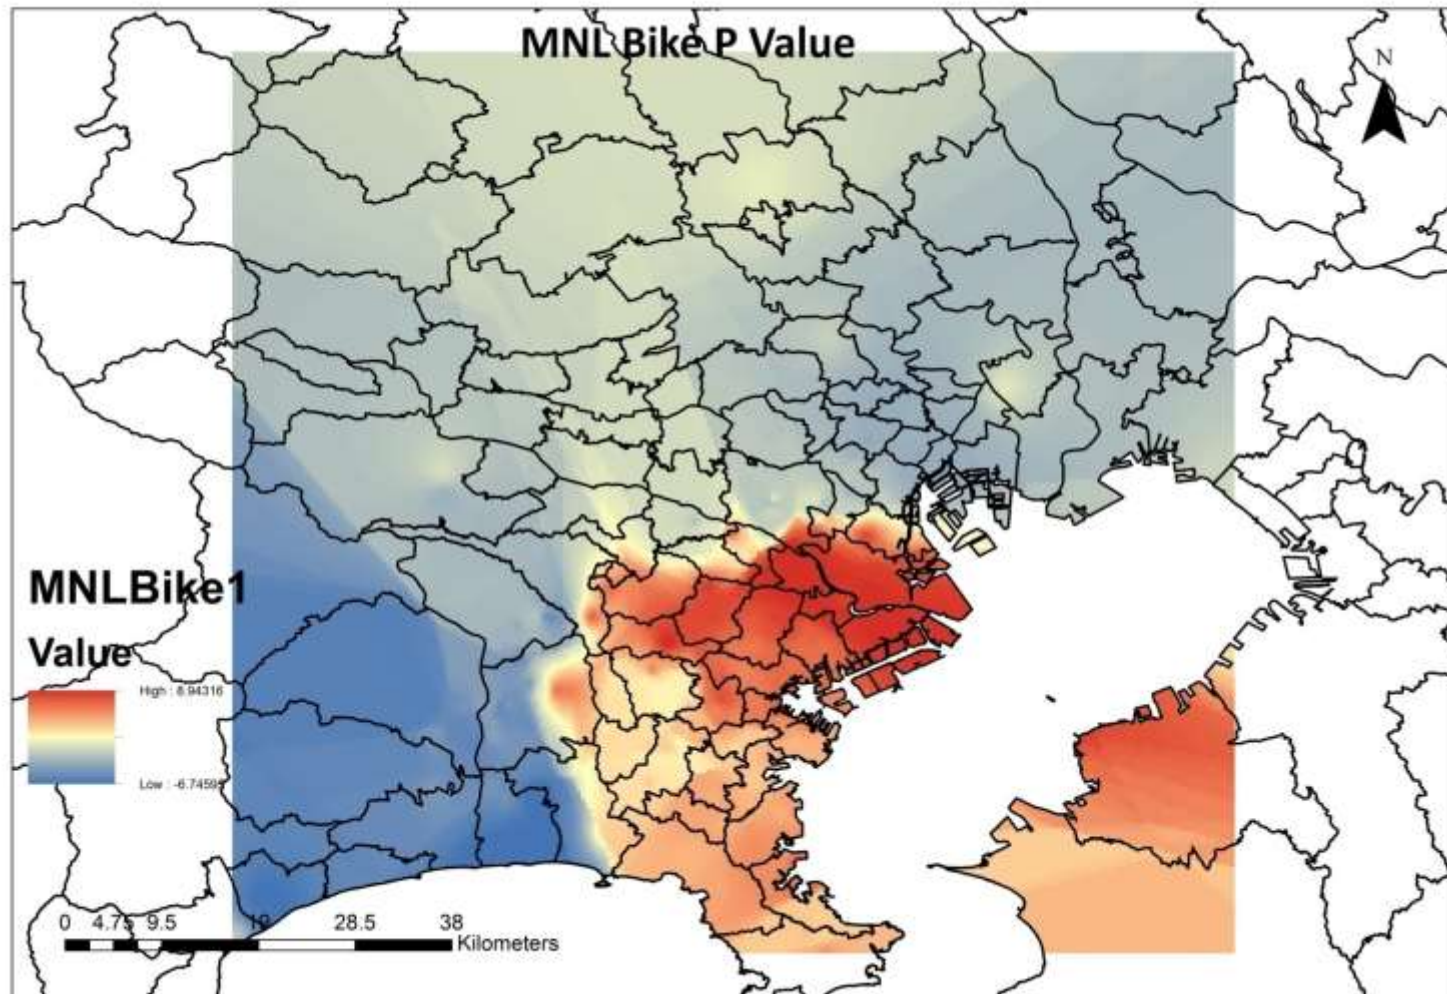 MNL Bike P Value
N
MNLBike1
Value
High : 8.94316
Low : -6.74595
0 4.75 9.5 19 28.5 38
Kilometers